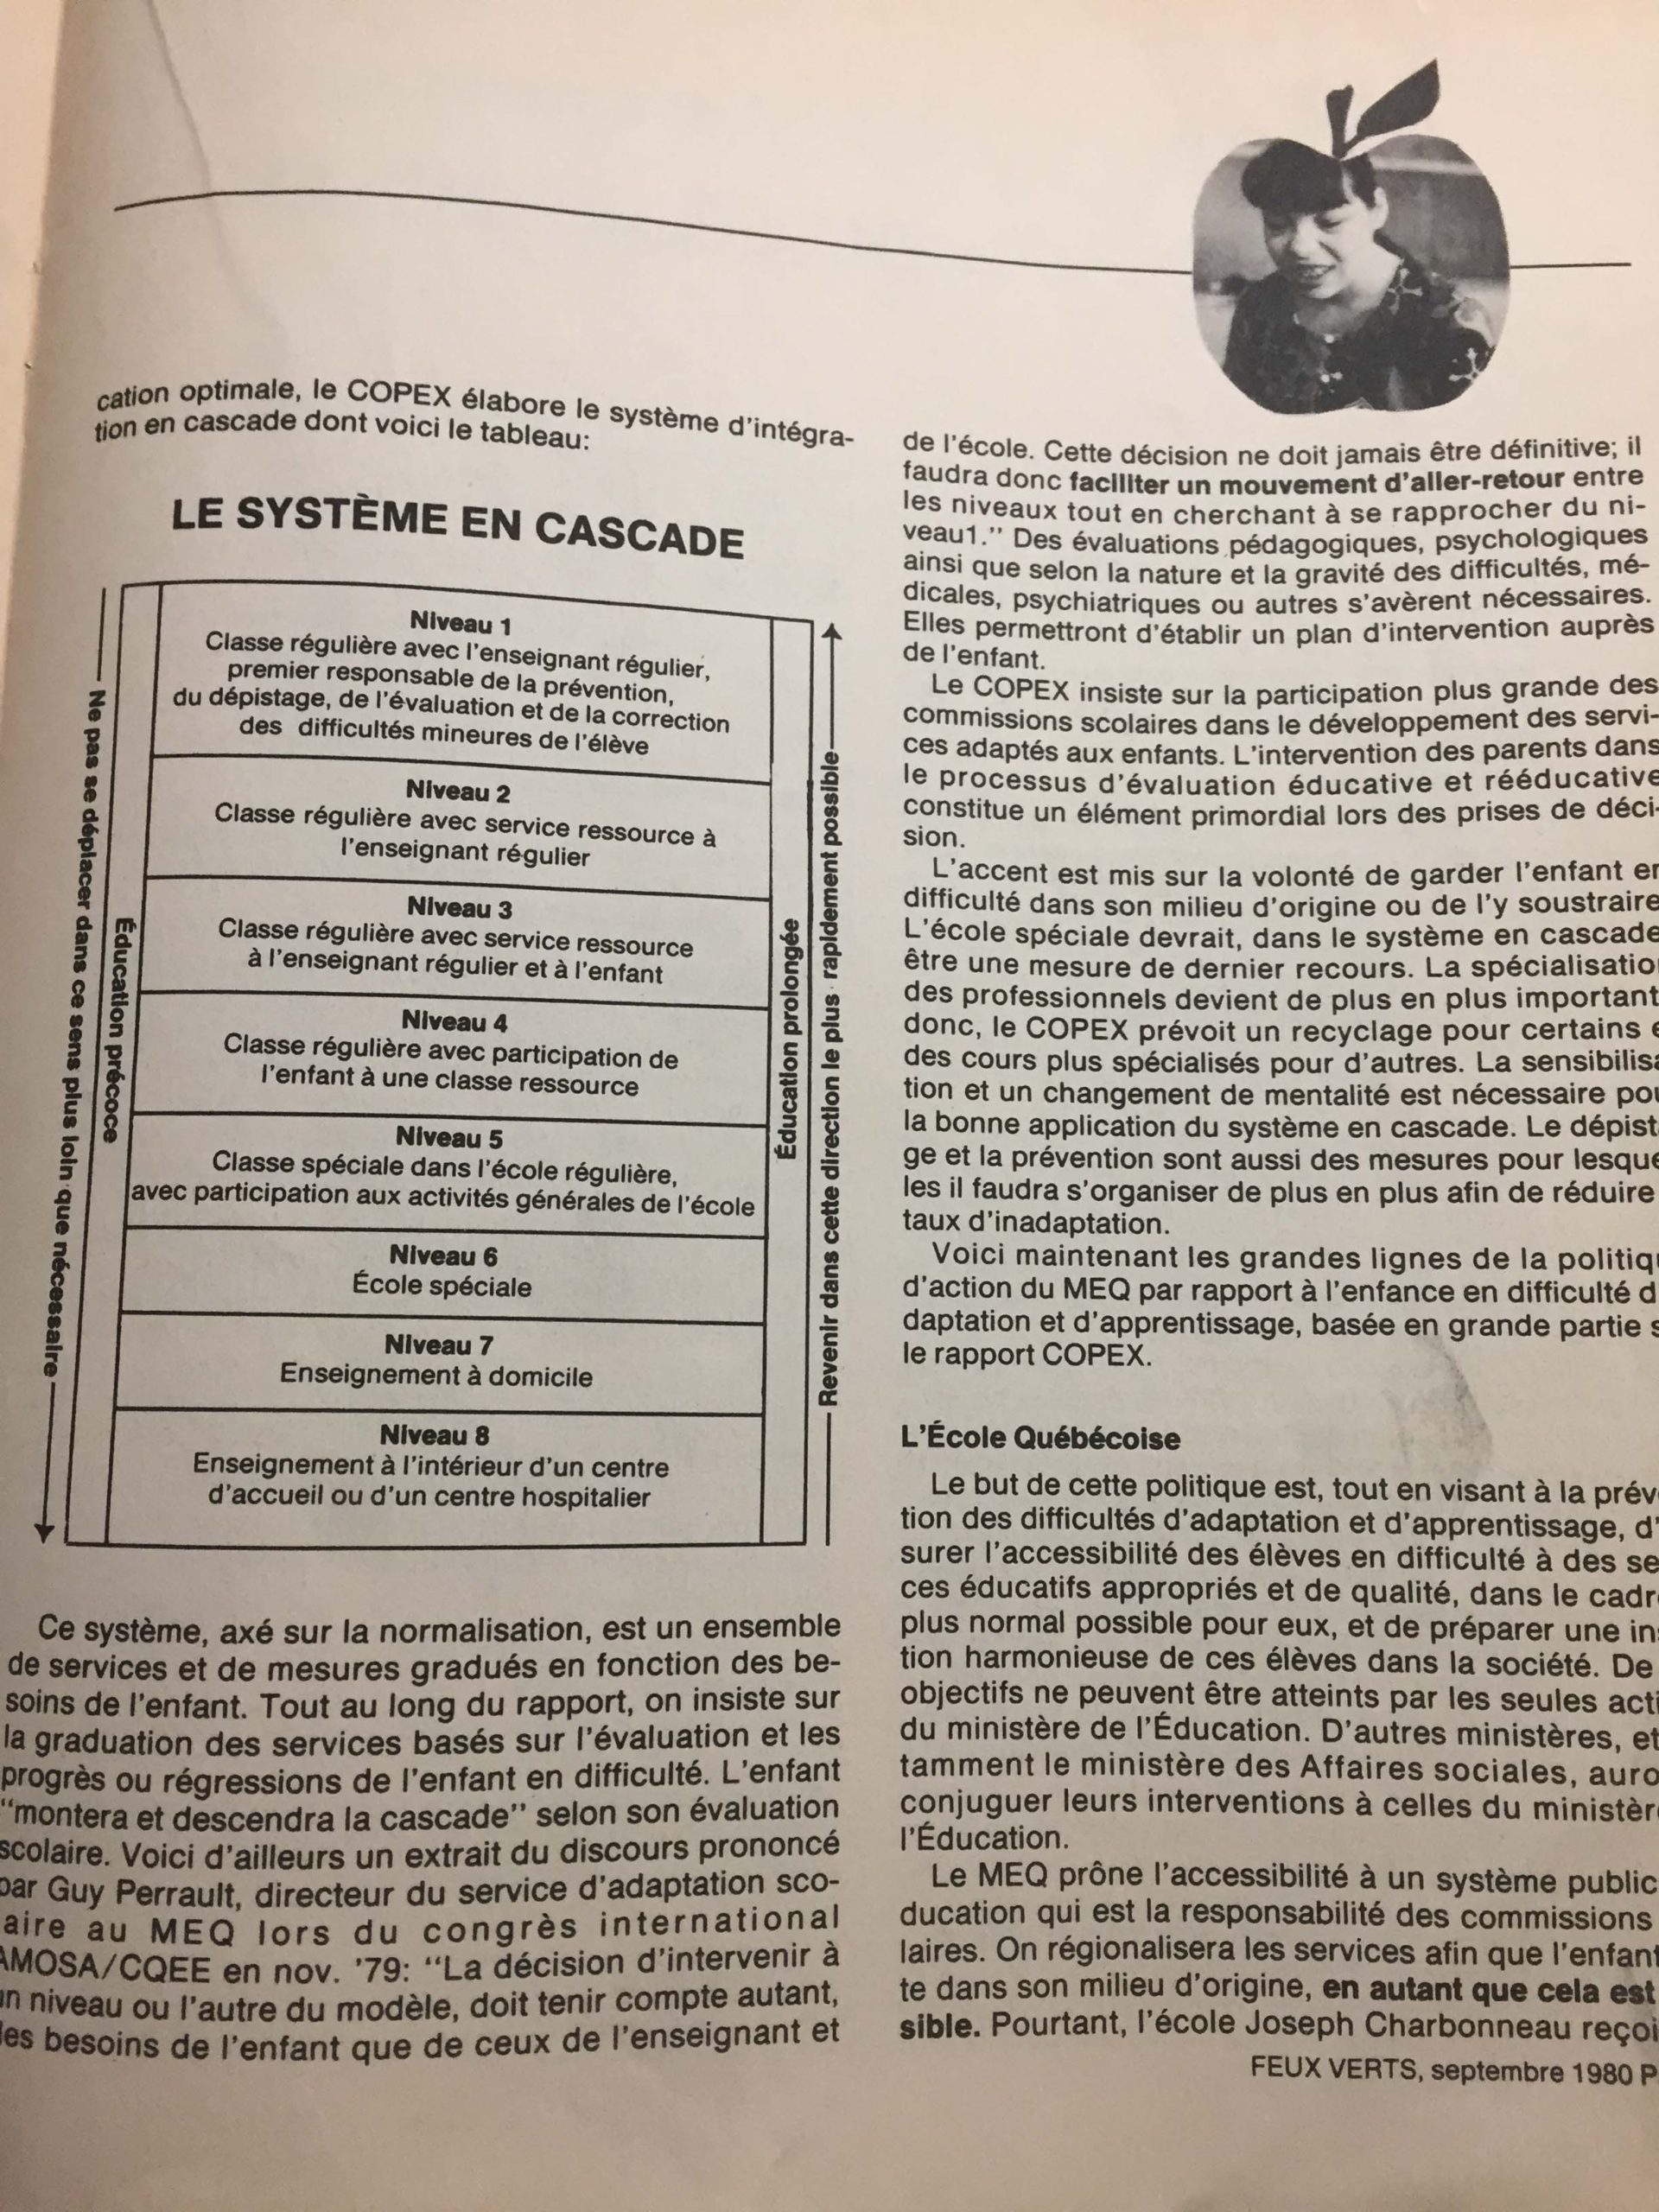 cation optimale, le COPEX élabore le système d'intégra-
tion en cascade dont voici le tableau:
LE SYSTÈME EN CASCADE
Ne pas se déplacer dans ce sens plus loin que nécessaire
Éducation précoce
Niveau 1
Classe régulière avec l'enseignant régulier,
premier responsable de la prévention,
du dépistage, de l'évaluation et de la correction
des difficultés mineures de l'élève
Niveau 2
Classe régulière avec service ressource à
l'enseignant régulier
Niveau 3
Classe régulière avec service ressource
à l'enseignant régulier et à l'enfant
Niveau 4
Classe régulière avec participation de
l'enfant à une classe ressource
Niveau 5
Classe spéciale dans l'école régulière,
avec participation aux activités générales de l'école
Niveau 6
École spéciale
Niveau 7
Enseignement à domicile
Niveau 8
Enseignement à l'intérieur d'un centre
d'accueil ou d'un centre hospitalier
Éducation prolongée
Revenir dans cette direction le plus rapidement possible
Ce système, axé sur la normalisation, est un ensemble
de services et de mesures gradués en fonction des be-
soins de l'enfant. Tout au long du rapport, on insiste sur
la graduation des services basés sur l'évaluation et les
progrès ou régressions de l'enfant en difficulté. L'enfant
"montera et descendra la cascade" selon son évaluation
scolaire. Voici d'ailleurs un extrait du discours prononcé
par Guy Perrault, directeur du service d'adaptation sco-
aire au MEQ lors du congrès international
AMOSA/CQEE en nov. '79: "La décision d'intervenir à
un niveau ou l'autre du modèle, doit tenir compte autant,
des besoins de l'enfant que de ceux de l'enseignant et
de l'école. Cette décision ne doit jamais être définitive; il
faudra donc faciliter un mouvement d'aller-retour entre
les niveaux tout en cherchant à se rapprocher du ni-
veau1." Des évaluations pédagogiques, psychologiques
ainsi que selon la nature et la gravité des difficultés, mé-
dicales, psychiatriques ou autres s'avèrent nécessaires.
Elles permettront d'établir un plan d'intervention auprès
de l'enfant.
Le COPEX insiste sur la participation plus grande des
commissions scolaires dans le développement des servi-
ces adaptés aux enfants. L'intervention des parents dans
le processus d'évaluation éducative et rééducative
constitue un élément primordial lors des prises de déci-
sion.
L'accent est mis sur la volonté de garder l'enfant en
difficulté dans son milieu d'origine ou de l'y soustraire
L'école spéciale devrait, dans le système en cascade
être une mesure de dernier recours. La spécialisatio
des professionnels devient de plus en plus important
donc, le COPEX prévoit un recyclage pour certains e
des cours plus spécialisés pour d'autres. La sensibilisa
tion et un changement de mentalité est nécessaire pou
la bonne application du système en cascade. Le dépist
ge et la prévention sont aussi des mesures pour lesque
les il faudra s'organiser de plus en plus afin de réduire
taux d'inadaptation.
Voici maintenant les grandes lignes de la politiq
d'action du MEQ par rapport à l'enfance en difficulté d
daptation et d'apprentissage, basée en grande partie s
le rapport COPEX.
L'École Québécoise
Le but de cette politique est, tout en visant à la prév
tion des difficultés d'adaptation et d'apprentissage, d'
surer l'accessibilité des élèves en difficulté à des se
ces éducatifs appropriés et de qualité, dans le cadr
plus normal possible pour eux, et de préparer une in
tion harmonieuse de ces élèves dans la société. De
objectifs ne peuvent être atteints par les seules acti
du ministère de l'Éducation. D'autres ministères, et
tamment le ministère des Affaires sociales, auro
conjuguer leurs interventions à celles du ministèr
l'Éducation.
Le MEQ prône l'accessibilité à un système public
ducation qui est la responsabilité des commissions
laires. On régionalisera les services afin que l'enfant
te dans son milieu d'origine, en autant que cela est
sible. Pourtant, l'école Joseph Charbonneau reçoi
FEUX VERTS, septembre 1980 P